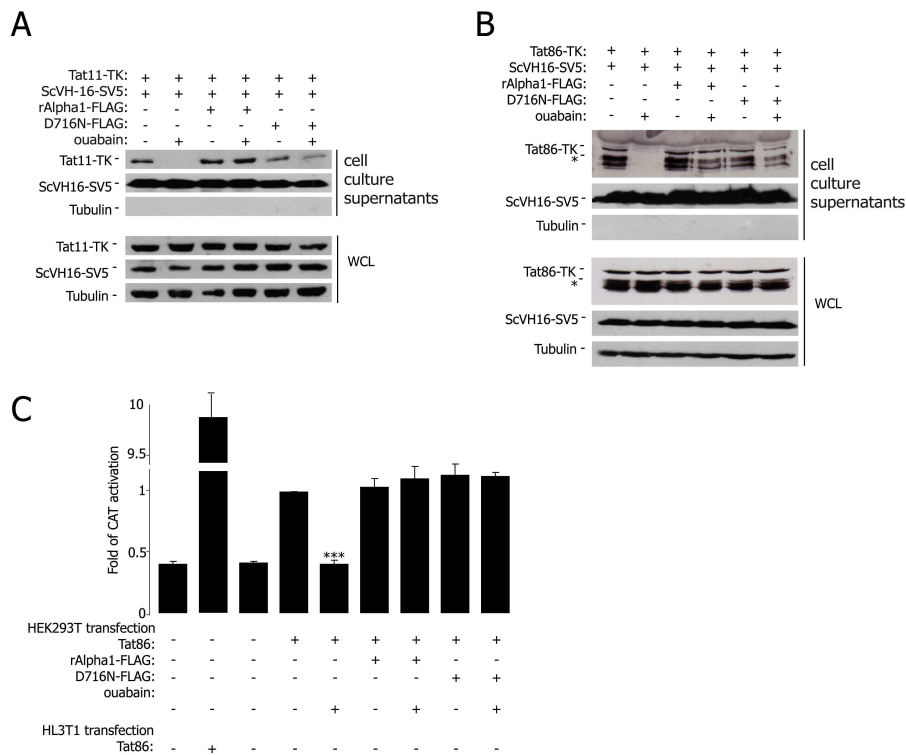 A
Tat11-TK: + + + + + +
ScVH-16-SV5: + + + + + +
rAlpha1-FLAG: - - + + - -
D716N-FLAG: - - - - + +
ouabain: - + - + - +
Tat11-TK -
ScVH16-SV5 -
Tubulin -
cell
culture
supernatants
Tat11-TK -
ScVH16-SV5 -
Tubulin -
WCL
B
Tat86-TK: + + + + + +
ScVH16-SV5: + + + + + +
rAlpha1-FLAG: - - + + - -
D716N-FLAG: - - - - + +
ouabain: - + - + - +
Tat86-TK -
* -
ScVH16-SV5 -
Tubulin -
cell
culture
supernatants
Tat86-TK -
* -
ScVH16-SV5 -
Tubulin -
WCL
C
Fold of CAT activation
10
9.5
1
0.5
0
***
HEK293T transfection
Tat86: - - - + + + + + +
rAlpha1-FLAG: - - - - - + + - -
D716N-FLAG: - - - - - - - + +
ouabain:
- - - - + - + - +
HL3T1 transfection
Tat86: - + - - - - - - -